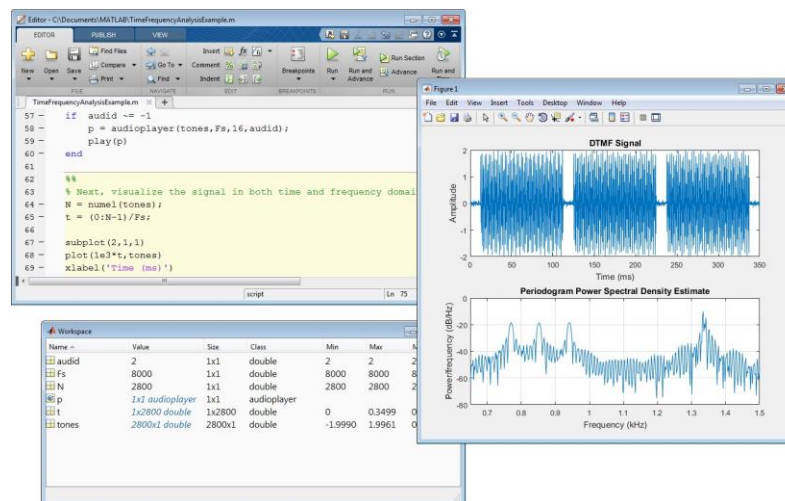 Editor - C:\Documents\MATLAB\TimeFrequencyAnalysisExample.m
EDITOR PUBLISH VIEW
New Open Save Find Files Compare Print
Go To Find
Insert fx
Comment
Indent
Breakpoints
Run Run and Advance Run Section Advance Run and
FILE NAVIGATE EDIT BREAKPOINTS RUN
TimeFrequencyAnalysisExample.m × +
57 – if audid ~= -1
58 – p = audioplayer(tones,Fs,16,audid);
59 – play(p)
60 – end
61
62 %%
63 % Next, visualize the signal in both time and frequency domai
64 – N = numel(tones);
65 – t = (0:N-1)/Fs;
66
67 – subplot(2,1,1)
68 – plot(1e3*t,tones)
69 – xlabel('Time (ms)')
script Ln 75
Figure 1
File Edit View Insert Tools Desktop Window Help
DTMF Signal
Amplitude
2
1
0
-1
-2
0 50 100 150 200 250 300 350
Time (ms)
Periodogram Power Spectral Density Estimate
Power/frequency (dB/Hz)
0
-20
-40
-60
-80
0.7 0.8 0.9 1 1.1 1.2 1.3 1.4 1.5
Frequency (kHz)
Workspace
Name Value Size Class Min Max M
audid 2 1x1 double 2 2 2
Fs 8000 1x1 double 8000 8000 8
N 2800 1x1 double 2800 2800 2
p 1x1 audioplayer 1x1 audioplayer
t 1x2800 double 1x2800 double 0 0.3499 0
tones 2800x1 double 2800x1 double -1.9990 1.9961 0